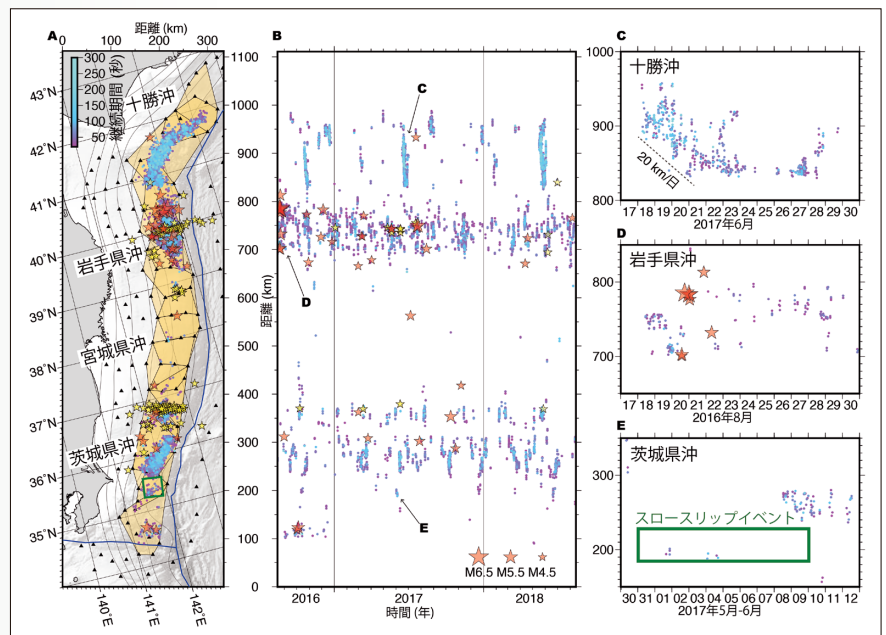 A
距離 (km)
0 100 200 300
継続期間 (秒)
300
250
200
150
100
50
十勝沖
岩手県沖
宮城県沖
茨城県沖
43°N
42°N
41°N
40°N
39°N
38°N
37°N
36°N
35°N
140°E
141°E
142°E
B
距離 (km)
1100
1000
900
800
700
600
500
400
300
200
100
0
C
D
E
M6.5 M5.5 M4.5
2016 2017 2018
時間 (年)
C
十勝沖
1000
900
800
20 km/日
17 18 19 20 21 22 23 24 25 26 27 28 29 30
2017年6月
D
岩手県沖
800
700
17 18 19 20 21 22 23 24 25 26 27 28 29 30
2016年8月
E
茨城県沖
300
200
スロースリップイベント
30 31 01 02 03 04 05 06 07 08 09 10 11 12
2017年5月-6月